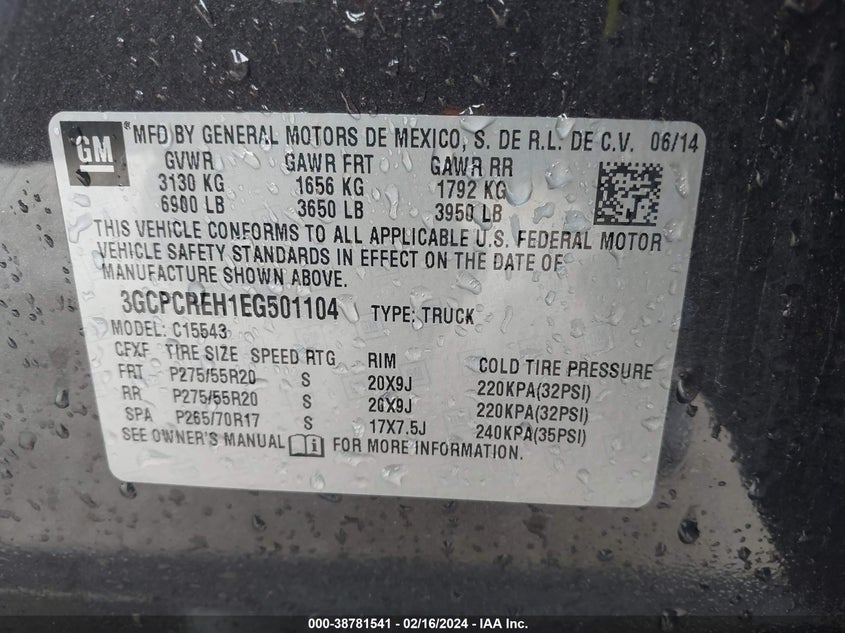 GM ® MFD BY GENERAL MOTORS DE MEXICO, S. DE R.L. DE C.V. 06/14
GVWR GAWR FRT GAWR RR
3130 KG 1656 KG 1792 KG
6900 LB 3650 LB 3950 LB
THIS VEHICLE CONFORMS TO ALL APPLICABLE U.S. FEDERAL MOTOR
VEHICLE SAFETY STANDARDS IN EFFECT ON THE DATE OF
MANUFACTURE SHOWN ABOVE.
3GCPCREH1EG501104 TYPE: TRUCK
MODEL: C15543
CFXF TIRE SIZE SPEED RTG RIM COLD TIRE PRESSURE
FRT P275/55R20 S 20X9J 220KPA(32PSI)
RR P275/55R20 S 20X9J 220KPA(32PSI)
SPA P265/70R17 S 17X7.5J 240KPA(35PSI)
SEE OWNER'S MANUAL FOR MORE INFORMATION.
000-38781541 - 02/16/2024 - IAA Inc.